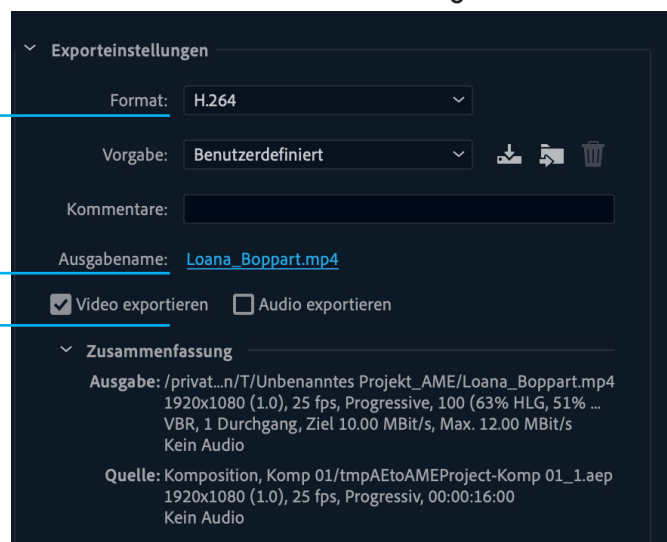 Exporteinstellungen
Format: H.264
Vorgabe: Benutzerdefiniert
Kommentare:
Ausgabename: Loana_Boppart.mp4
Video exportieren Audio exportieren
Zusammenfassung
Ausgabe: /privat...n/T/Unbenanntes Projekt_AME/Loana_Boppart.mp4
1920x1080 (1.0), 25 fps, Progressive, 100 (63% HLG, 51% ...
VBR, 1 Durchgang, Ziel 10.00 MBit/s, Max. 12.00 MBit/s
Kein Audio
Quelle: Komposition, Komp 01/tmpAEtoAMEProject-Komp 01_1.aep
1920x1080 (1.0), 25 fps, Progressiv, 00:00:16:00
Kein Audio